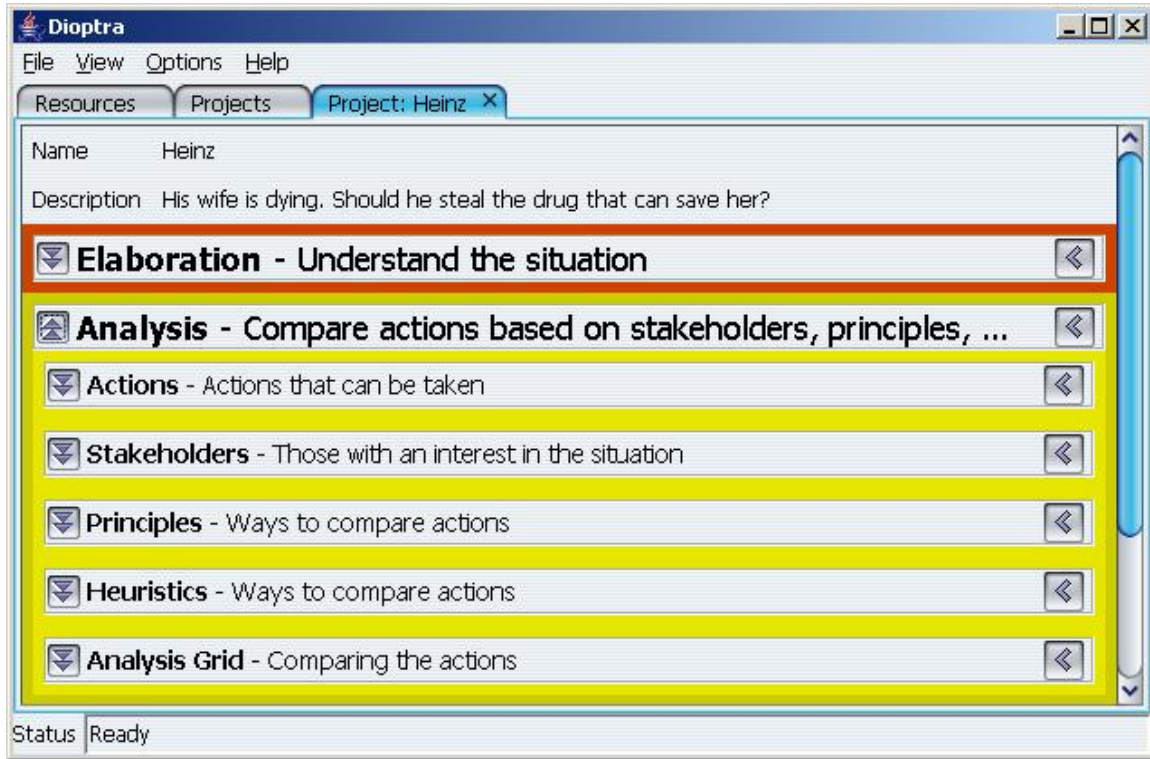 Dioptra
File View Options Help
Resources Projects Project: Heinz
Name Heinz
Description His wife is dying. Should he steal the drug that can save her?
Elaboration - Understand the situation
Analysis - Compare actions based on stakeholders, principles, ...
Actions - Actions that can be taken
Stakeholders - Those with an interest in the situation
Principles - Ways to compare actions
Heuristics - Ways to compare actions
Analysis Grid - Comparing the actions
Status Ready